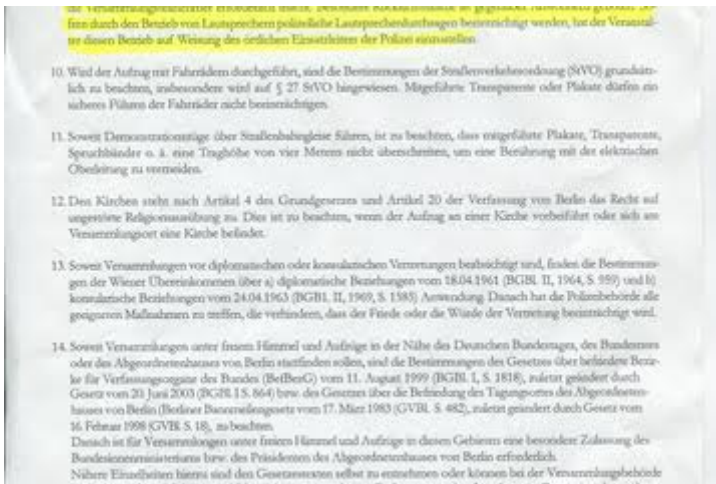 fern durch den Betrieb von Lautsprechern polizeiliche Lautsprecherdurchsagen beeinträchtigt werden, hat der Veranstal-
ter diesen Betrieb auf Weisung des örtlichen Einsatzleiters der Polizei einzustellen.
10. Wird der Aufzug mit Fahrrädern durchgeführt, sind die Bestimmungen der Straßenverkehrsordnung (StVO) grundsätz-
lich zu beachten, insbesondere wird auf § 27 StVO hingewiesen. Mitgeführte Transparente oder Plakate dürfen ein
sicheres Führen der Fahrräder nicht beeinträchtigen.
11. Soweit Demonstrationszüge über Straßenbahngleise führen, ist zu beachten, dass mitgeführte Plakate, Transparente,
Spruchbänder o. ä. eine Traghöhe von vier Metern nicht überschreiten, um eine Berührung mit der elektrischen
Oberleitung zu vermeiden.
12. Den Kirchen steht nach Artikel 4 des Grundgesetzes und Artikel 20 der Verfassung von Berlin das Recht auf
ungestörte Religionsausübung zu. Dies ist zu beachten, wenn der Aufzug an einer Kirche vorbeiführt oder sich am
Versammlungsort eine Kirche befindet.
13. Soweit Versammlungen vor diplomatischen oder konsularischen Vertretungen beabsichtigt sind, finden die Bestimmun-
gen der Wiener Übereinkommen über a) diplomatische Beziehungen vom 18.04.1961 (BGBl. II, 1964, S. 959) und b)
konsularische Beziehungen vom 24.04.1963 (BGBl. II, 1969, S. 1585) Anwendung. Danach hat die Polizeibehörde alle
geeigneten Maßnahmen zu treffen, die verhindern, dass der Friede oder die Würde der Vertretung beeinträchtigt wird.
14. Soweit Versammlungen unter freiem Himmel und Aufzüge in der Nähe des Deutschen Bundestages, des Bundesrates
oder des Abgeordnetenhauses von Berlin stattfinden sollen, sind die Bestimmungen des Gesetzes über befriedete Bezir-
ke für Verfassungsorgane des Bundes (BefBezG) vom 11. August 1999 (BGBl. I, S. 1818), zuletzt geändert durch
Gesetz vom 20. Juni 2003 (BGBl. I S. 864) bzw. des Gesetzes über die Befriedung des Tagungsortes des Abgeordneten-
hauses von Berlin (Berliner Bannmeilengesetz vom 17. März 1983 (GVBl. S. 482), zuletzt geändert durch Gesetz vom
16. Februar 1998 (GVBl. S. 18), zu beachten.
Danach ist für Versammlungen unter freiem Himmel und Aufzüge in diesen Gebieten eine besondere Zulassung des
Bundesinnenministeriums bzw. des Präsidenten des Abgeordnetenhauses von Berlin erforderlich.
Nähere Einzelheiten hierzu sind den Gesetzestexten selbst zu entnehmen oder können bei der Versammlungsbehörde